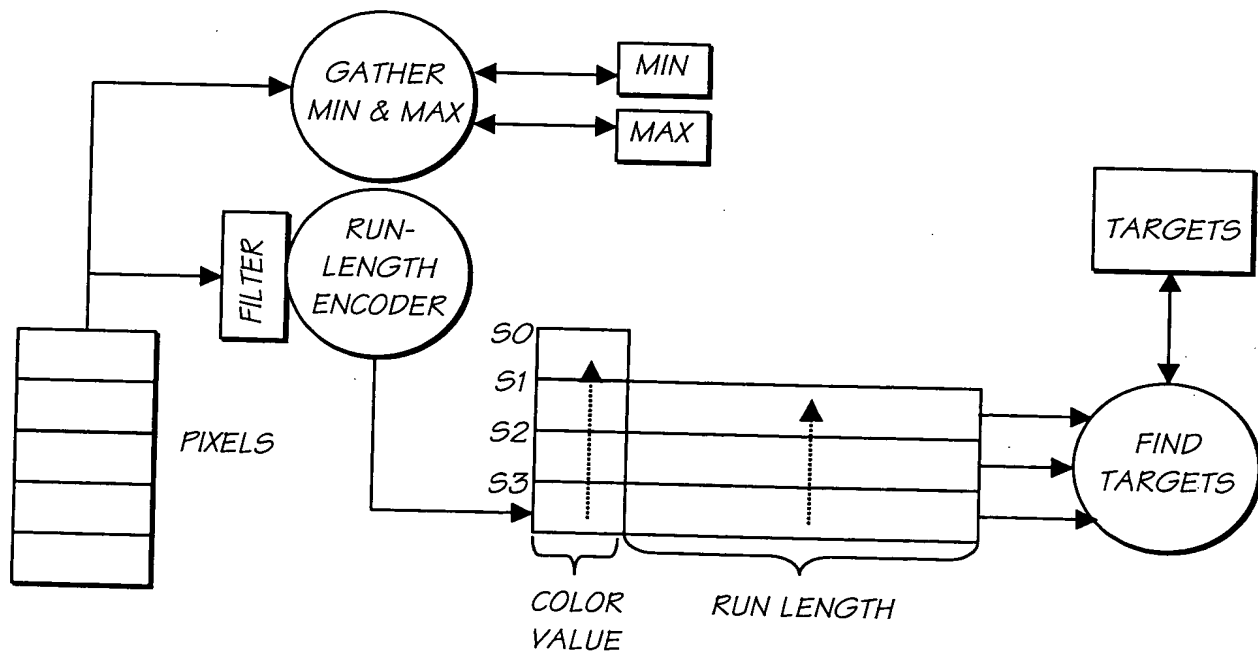 GATHER
MIN & MAX
MIN
MAX
FILTER
RUN-
LENGTH
ENCODER
TARGETS
PIXELS
S0
S1
S2
S3
FIND
TARGETS
COLOR
VALUE
RUN LENGTH